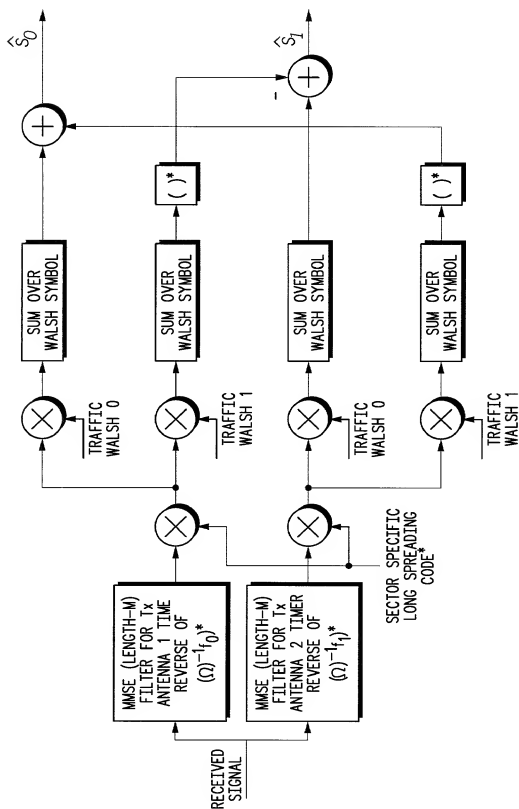 RECEIVED
SIGNAL
MMSE (LENGTH-M)
FILTER FOR Tx
ANTENNA 1 TIME
REVERSE OF
(Ω)⁻¹f₀)*
MMSE (LENGTH-M)
FILTER FOR Tx
ANTENNA 2 TIMER
REVERSE OF
(Ω)⁻¹f₁)*
×
×
SECTOR SPECIFIC
LONG SPREADING
CODE*
×
TRAFFIC
WALSH 0
SUM OVER
WALSH SYMBOL
+
Ŝ0
×
TRAFFIC
WALSH 1
SUM OVER
WALSH SYMBOL
( )*
×
TRAFFIC
WALSH 0
SUM OVER
WALSH SYMBOL
-
+
Ŝ1
×
TRAFFIC
WALSH 1
SUM OVER
WALSH SYMBOL
( )*